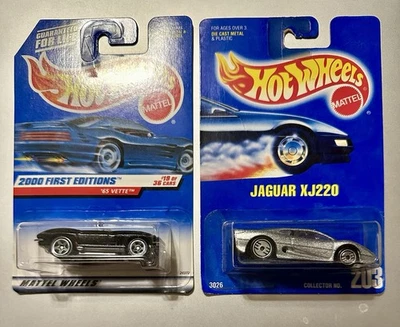 GUARANTEED
FOR LIFE
Hot Wheels
MATTEL
2000 FIRST EDITIONS
#19 of
36 CARS
'65 VETTE
MATTEL WHEELS
FOR AGES OVER 3
DIE CAST METAL
& PLASTIC
Hot Wheels
MATTEL
JAGUAR XJ220
3026
COLLECTOR NO.
203